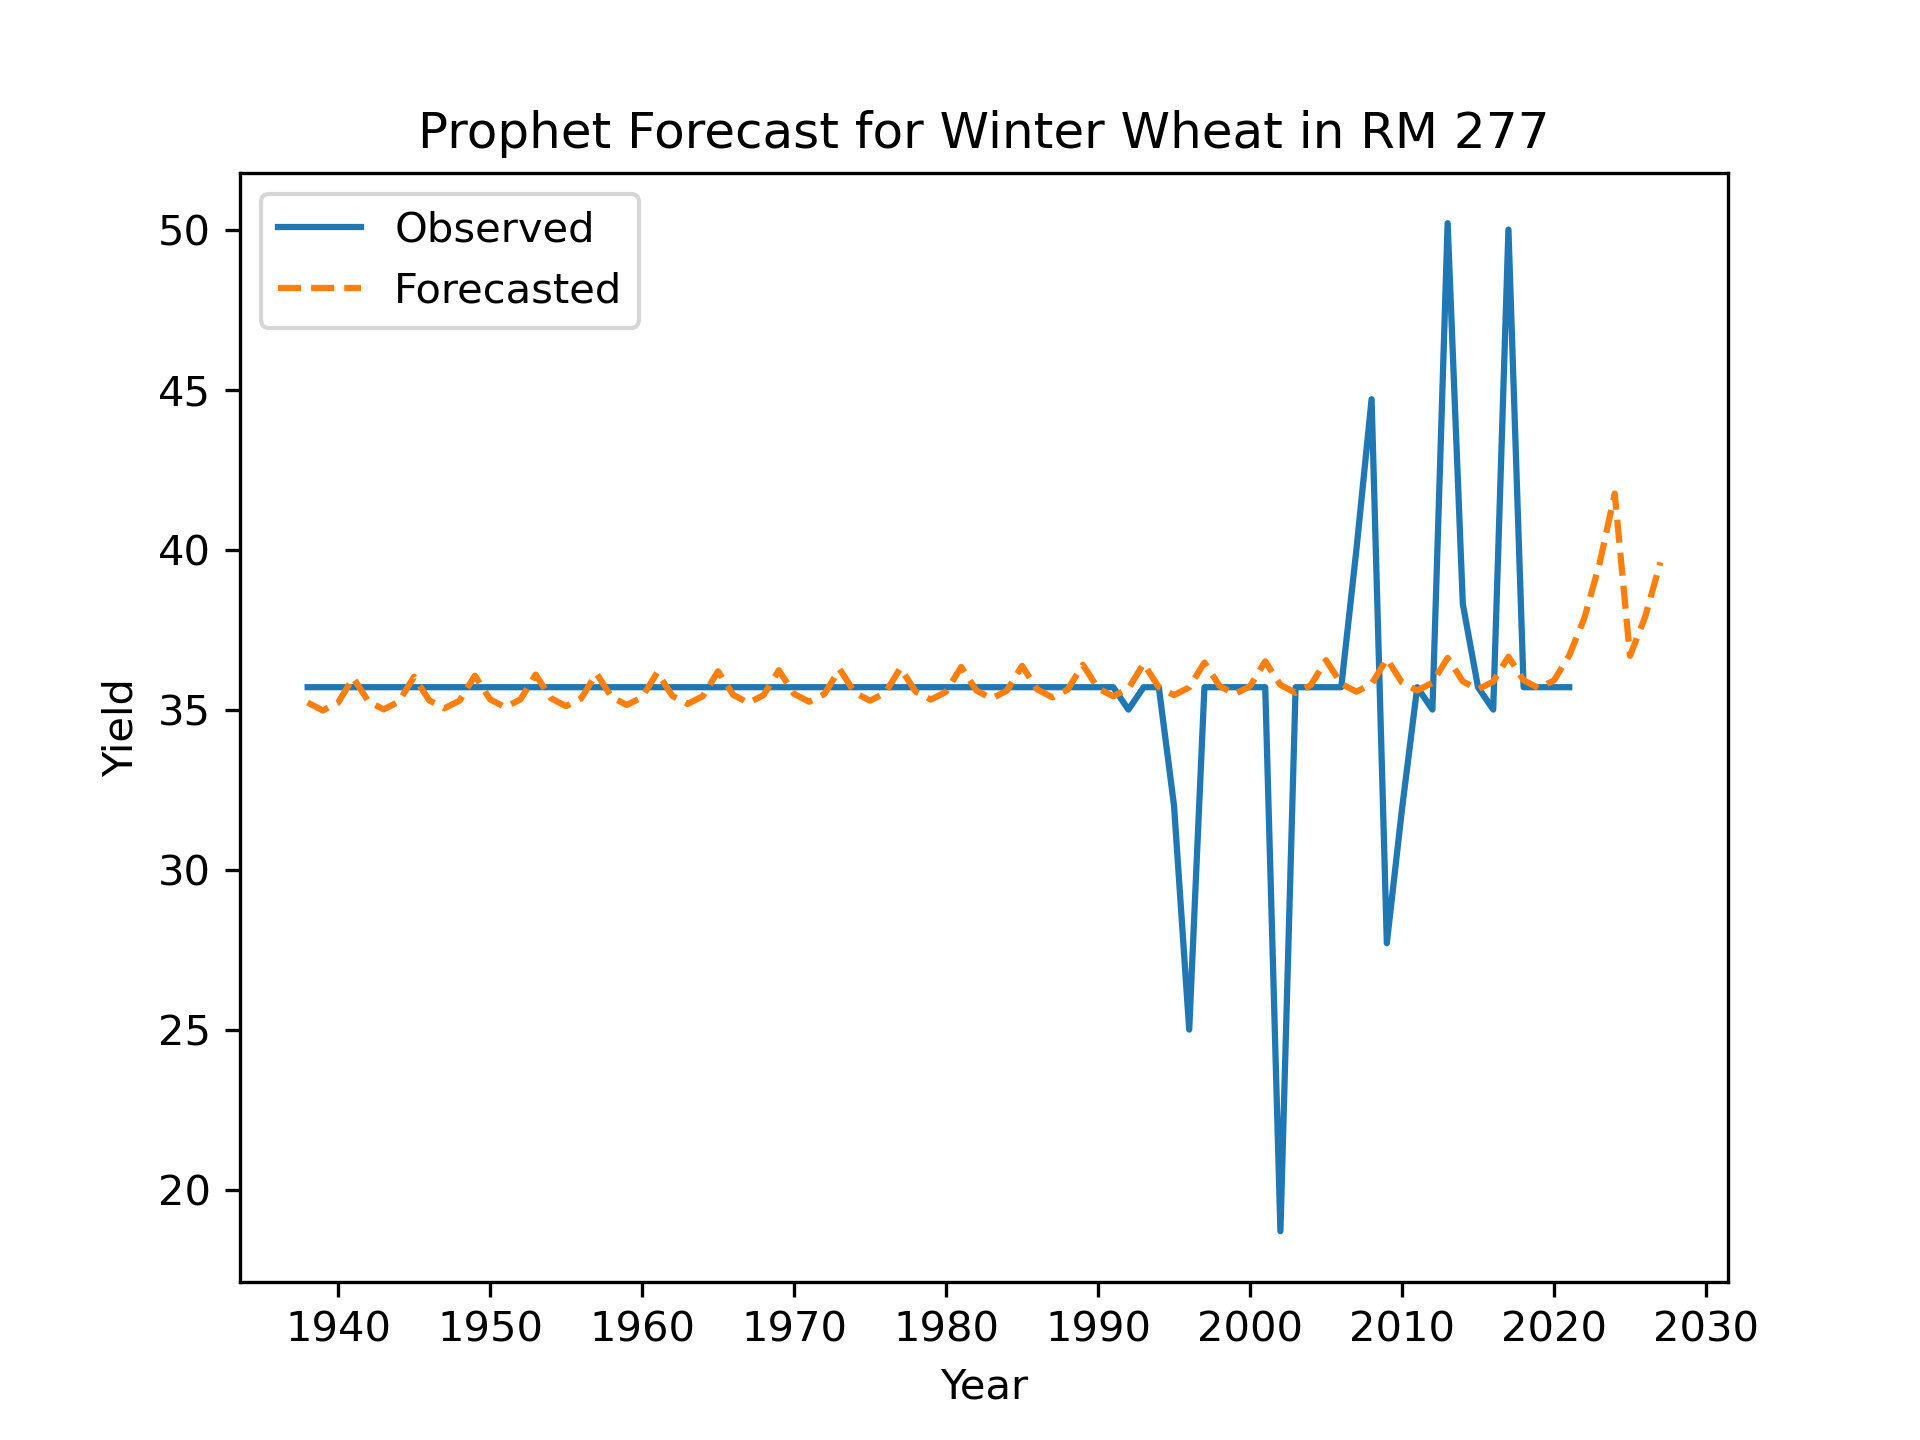 Prophet Forecast for Winter Wheat in RM 277
Observed
Forecasted
50
45
40
35
30
25
20
Yield
1940 1950 1960 1970 1980 1990 2000 2010 2020 2030
Year